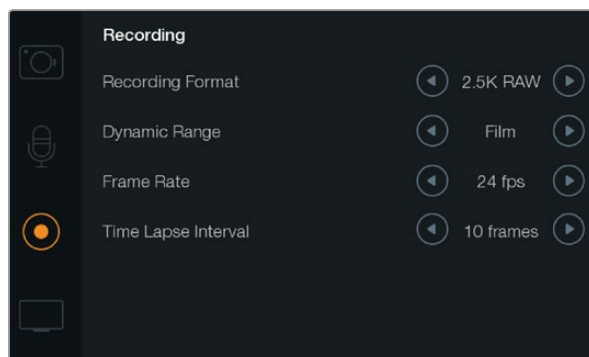 Recording
Recording Format 2.5K RAW
Dynamic Range Film
Frame Rate 24 fps
Time Lapse Interval 10 frames